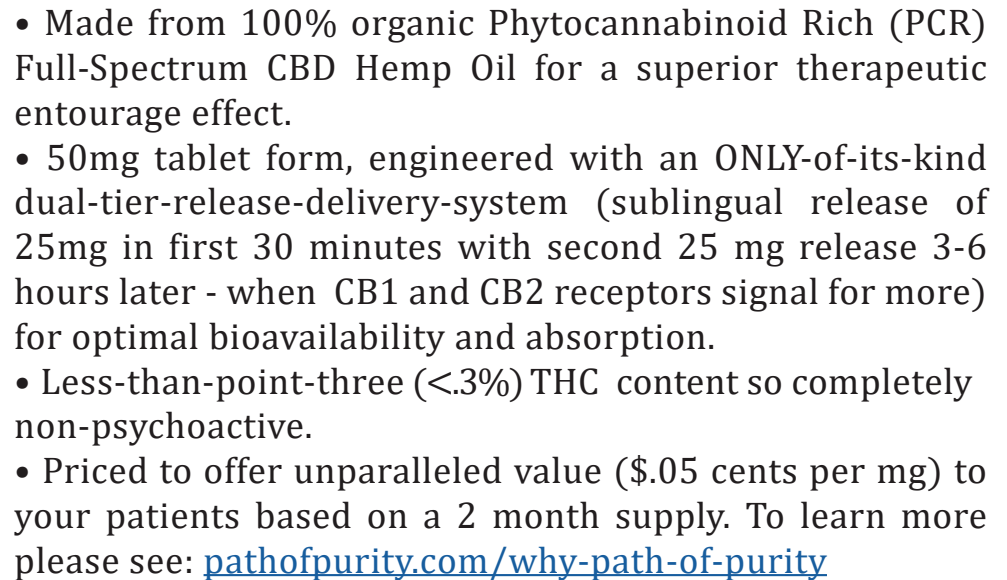 • Made from 100% organic Phytocannabinoid Rich (PCR)
Full-Spectrum CBD Hemp Oil for a superior therapeutic
entourage effect.
• 50mg tablet form, engineered with an ONLY-of-its-kind
dual-tier-release-delivery-system (sublingual release of
25mg in first 30 minutes with second 25 mg release 3-6
hours later - when CB1 and CB2 receptors signal for more)
for optimal bioavailability and absorption.
• Less-than-point-three (<.3%) THC content so completely
non-psychoactive.
• Priced to offer unparalleled value ($.05 cents per mg) to
your patients based on a 2 month supply. To learn more
please see: pathofpurity.com/why-path-of-purity